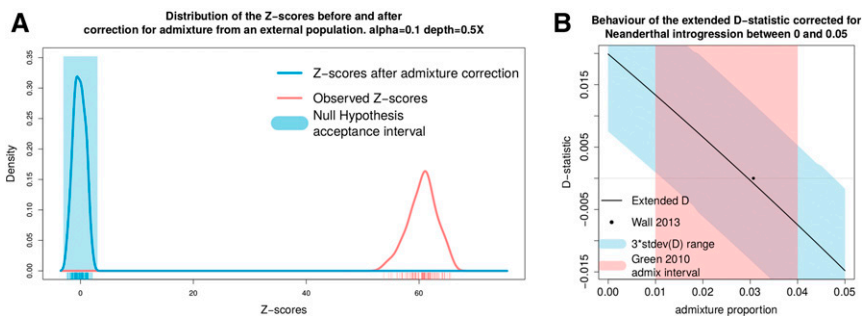 A
Distribution of the Z-scores before and after
correction for admixture from an external population. alpha=0.1 depth=0.5X
Density
0.00
0.05
0.10
0.15
0.20
0.25
0.30
0.35
Z-scores after admixture correction
Observed Z-scores
Null Hypothesis
acceptance interval
0
20
40
60
Z-scores
B
Behaviour of the extended D-statistic corrected for
Neanderthal introgression between 0 and 0.05
D-statistic
0.015
0.005
-0.005
-0.015
Extended D
Wall 2013
3*stdev(D) range
Green 2010
admix interval
0.00
0.01
0.02
0.03
0.04
0.05
admixture proportion